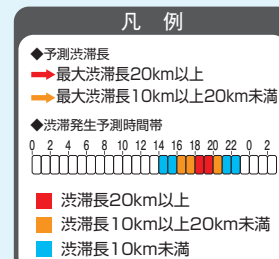 凡例
◆予測渋滞長
最大渋滞長20km以上
最大渋滞長10km以上20km未満
◆渋滞発生予測時間帯
0 2 4 6 8 10 12 14 16 18 20 22 0 2
渋滞長20km以上
渋滞長10km以上20km未満
渋滞長10km未満